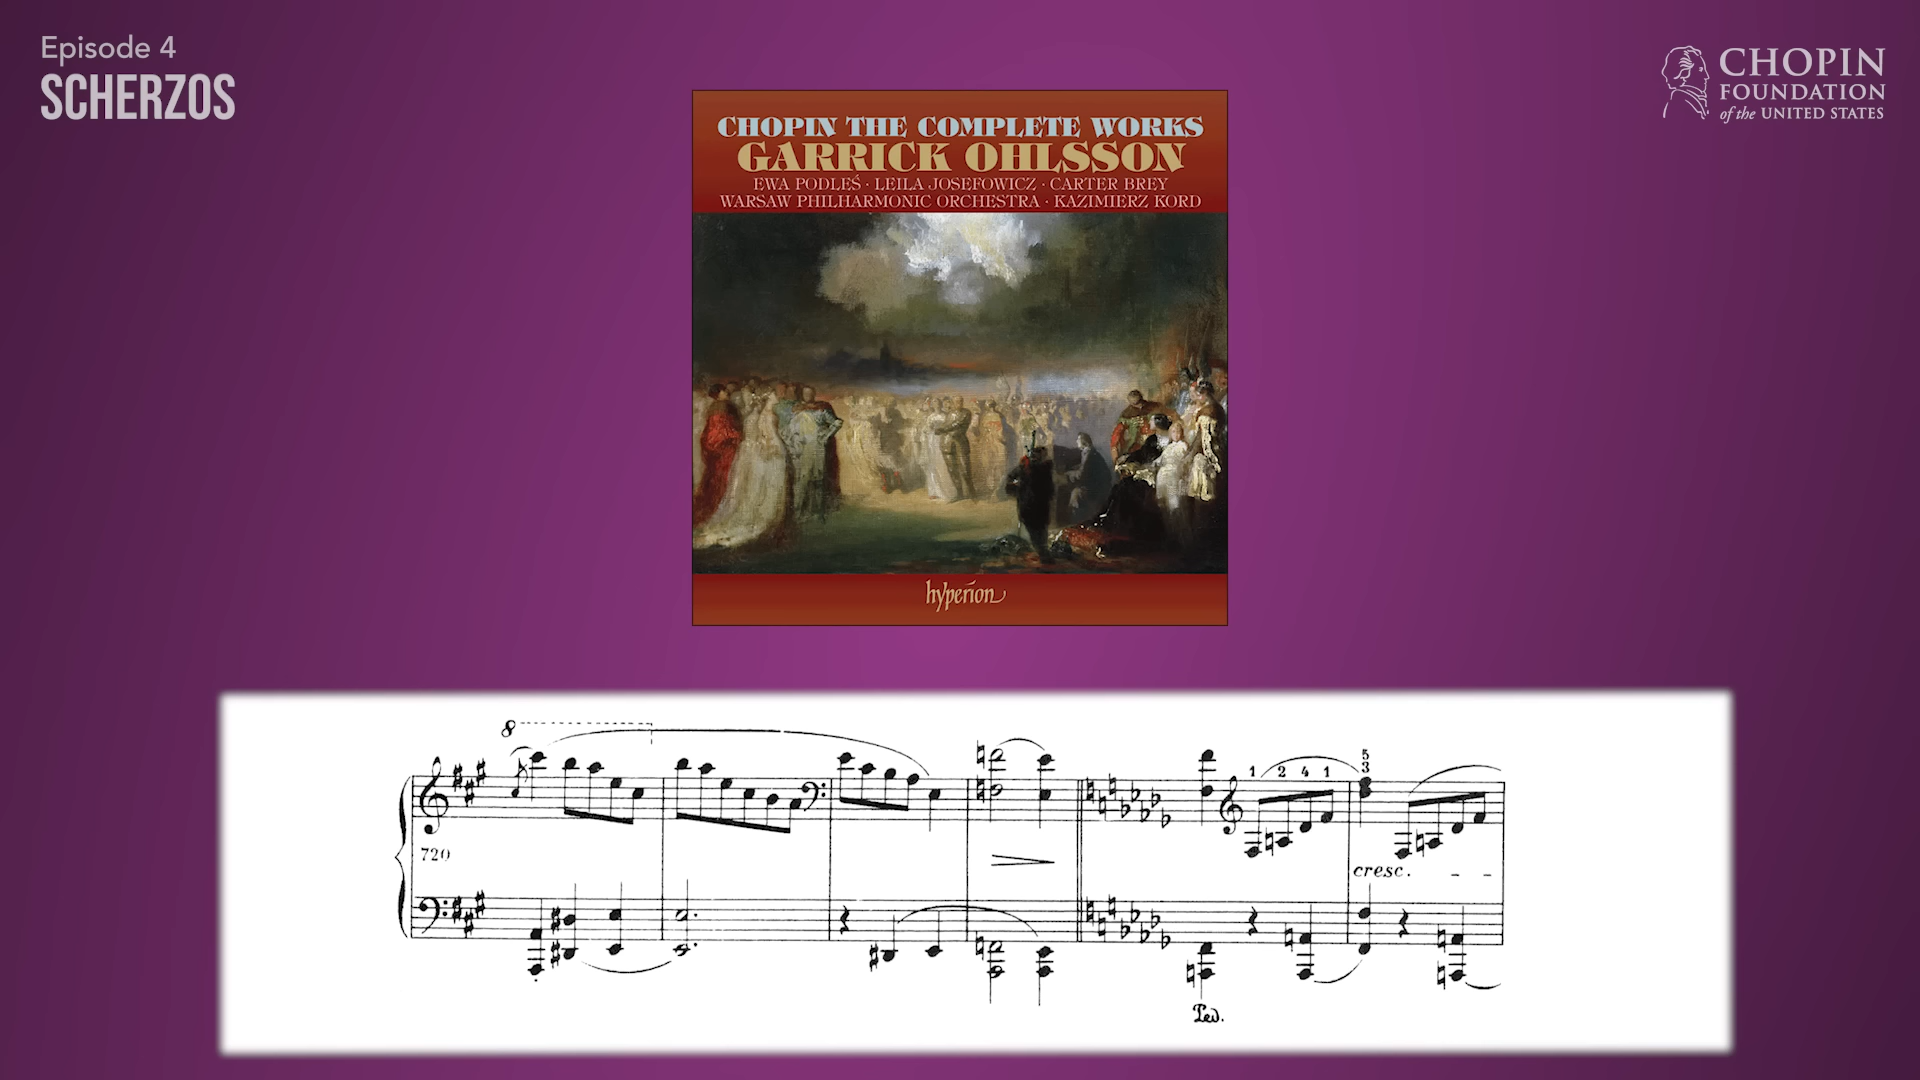 Episode 4
SCHERZOS
CHOPIN
FOUNDATION
of the UNITED STATES
CHOPIN THE COMPLETE WORKS
GARRICK OHLSSON
EWA PODLEŚ · LEILA JOSEFOWICZ · CARTER BREY
WARSAW PHILHARMONIC ORCHESTRA · KAZIMIERZ KORD
hyperion
8
1 2 4 1 5
3
720
cresc.
Ped.